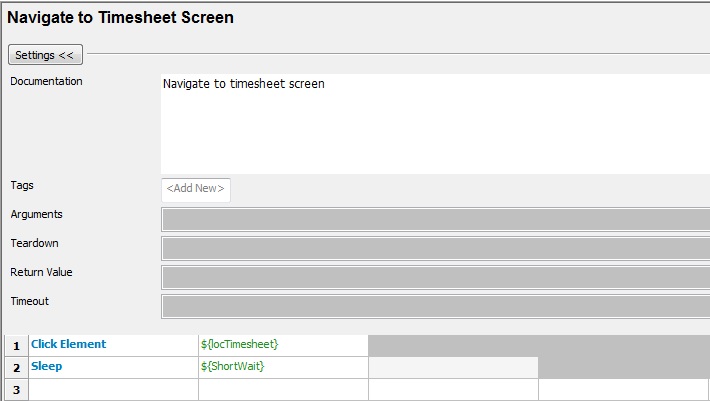 Navigate to Timesheet Screen
Settings <<
Documentation
Navigate to timesheet screen
Tags
<Add New>
Arguments
Teardown
Return Value
Timeout
1 Click Element ${locTimesheet}
2 Sleep ${ShortWait}
3